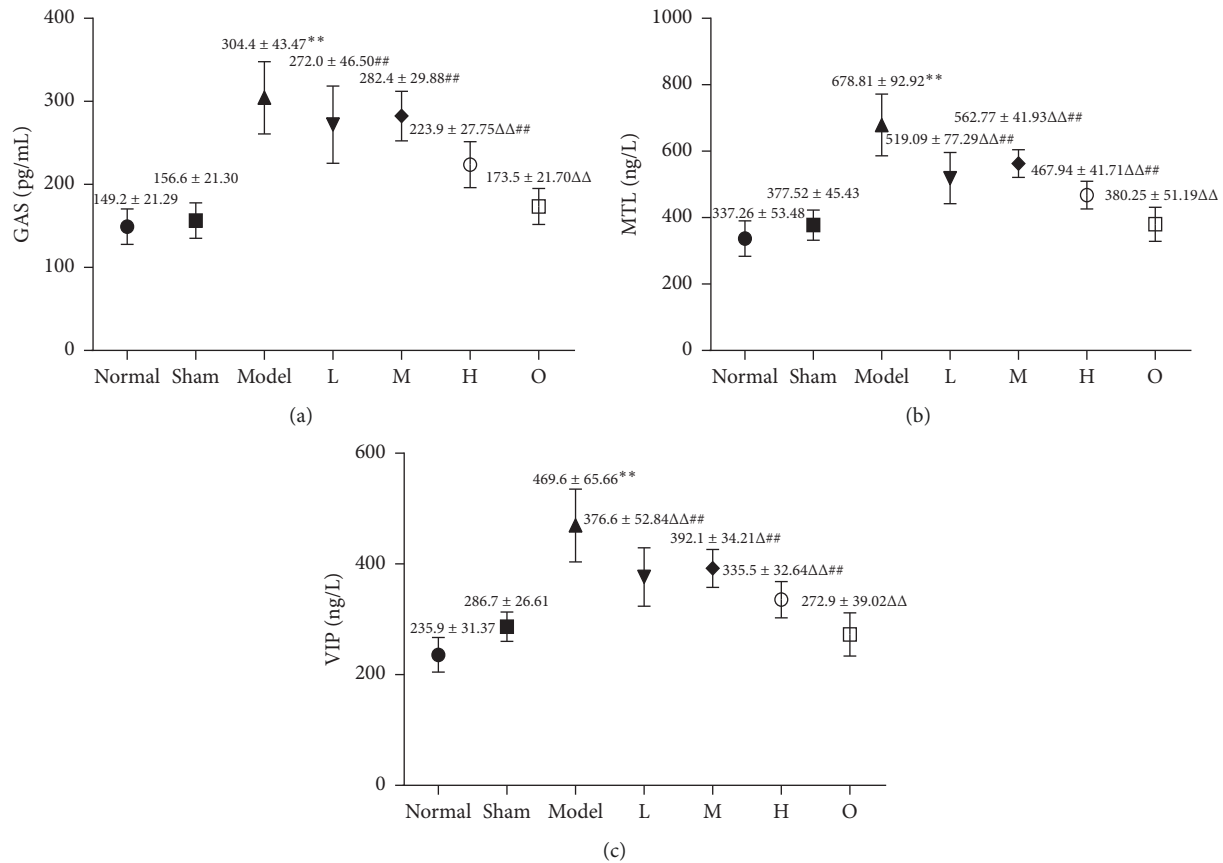 400
300
200
100
0
GAS (pg/mL)
149.2 ± 21.29
156.6 ± 21.30
304.4 ± 43.47**
272.0 ± 46.50##
282.4 ± 29.88##
223.9 ± 27.75ΔΔ##
173.5 ± 21.70ΔΔ
Normal Sham Model L M H O
(a)
1000
800
600
400
200
0
MTL (ng/L)
337.26 ± 53.48
377.52 ± 45.43
678.81 ± 92.92**
519.09 ± 77.29ΔΔ##
562.77 ± 41.93ΔΔ##
467.94 ± 41.71ΔΔ##
380.25 ± 51.19ΔΔ
Normal Sham Model L M H O
(b)
600
400
200
0
VIP (ng/L)
235.9 ± 31.37
286.7 ± 26.61
469.6 ± 65.66**
376.6 ± 52.84ΔΔ##
392.1 ± 34.21Δ##
335.5 ± 32.64ΔΔ##
272.9 ± 39.02ΔΔ
Normal Sham Model L M H O
(c)